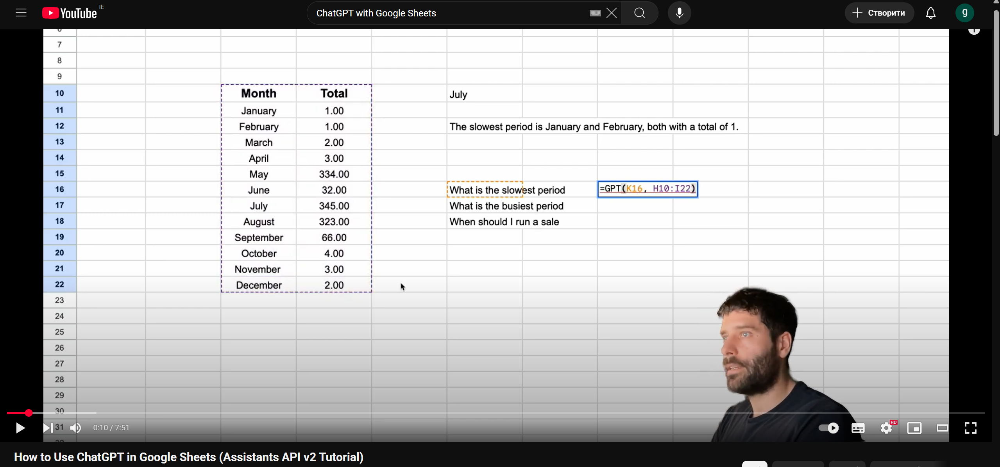 YouTube IE
ChatGPT with Google Sheets
Створити
g
7
8
9
10 Month Total July
11 January 1.00
12 February 1.00 The slowest period is January and February, both with a total of 1.
13 March 2.00
14 April 3.00
15 May 334.00
16 June 32.00 What is the slowest period =GPT(K16, H10:I22)
17 July 345.00 What is the busiest period
18 August 323.00 When should I run a sale
19 September 66.00
20 October 4.00
21 November 3.00
22 December 2.00
23
24
25
26
27
28
29
30
31
0:10 / 7:51
HD
How to Use ChatGPT in Google Sheets (Assistants API v2 Tutorial)